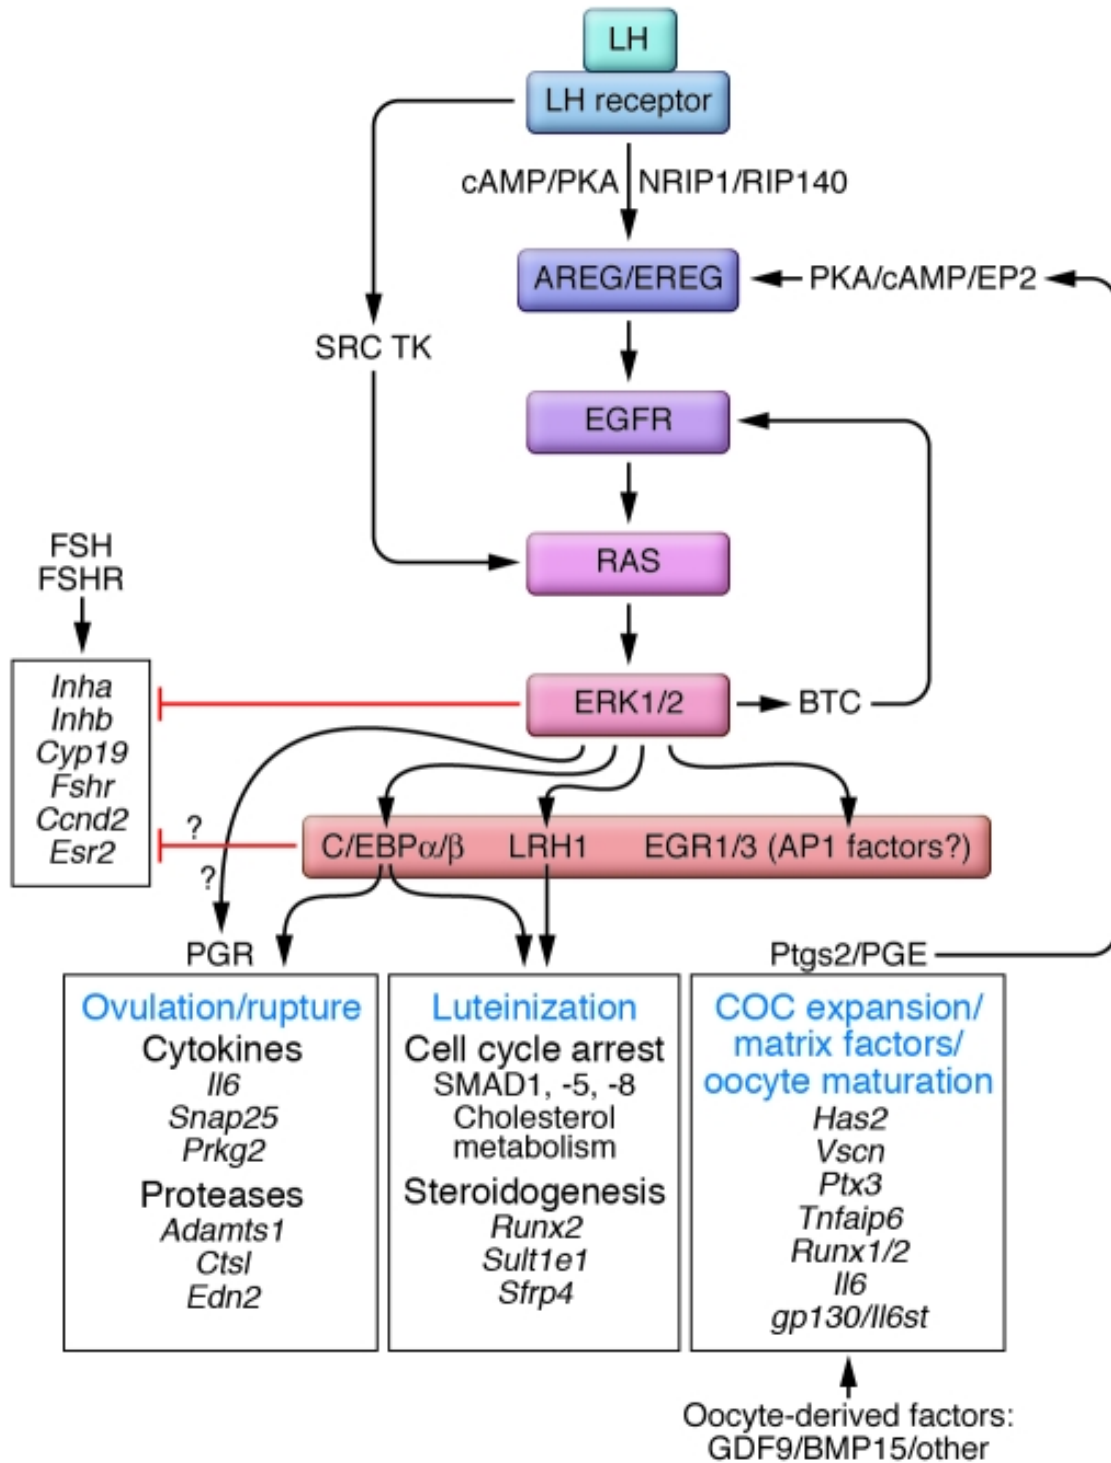 LH
LH receptor
cAMP/PKA NRIP1/RIP140
AREG/EREG
PKA/cAMP/EP2
SRC TK
EGFR
RAS
FSH
FSHR
Inha
Inhb
Cyp19
Fshr
Ccnd2
Esr2
ERK1/2
BTC
?
?
C/EBPα/β LRH1 EGR1/3 (AP1 factors?)
PGR
Ptgs2/PGE
Ovulation/rupture
Cytokines
Il6
Snap25
Prkg2
Proteases
Adamts1
Ctsl
Edn2
Luteinization
Cell cycle arrest
SMAD1, -5, -8
Cholesterol
metabolism
Steroidogenesis
Runx2
Sult1e1
Sfrp4
COC expansion/
matrix factors/
oocyte maturation
Has2
Vscn
Ptx3
Tnfaip6
Runx1/2
Il6
gp130/Il6st
Oocyte-derived factors:
GDF9/BMP15/other